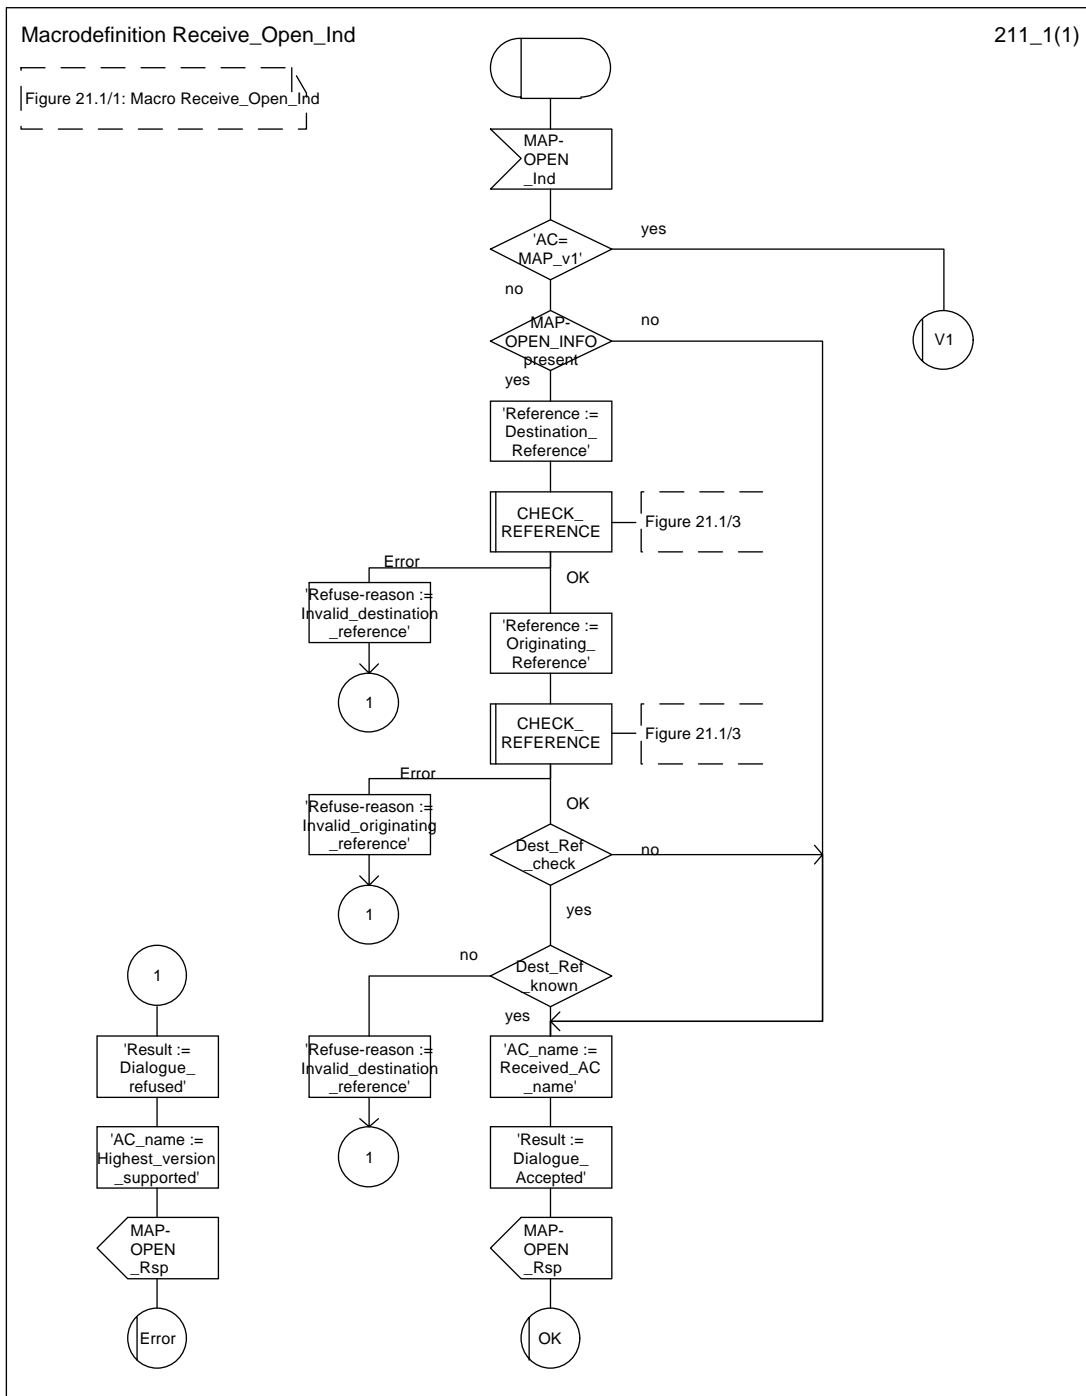 Macrodefinition Receive_Open_Ind
211_1(1)
Figure 21.1/1: Macro Receive_Open_Ind
MAP-
OPEN
_Ind
'AC=
MAP_v1'
yes
no
V1
MAP-
OPEN_INFO
present
no
yes
'Reference :=
Destination_
Reference'
CHECK_
REFERENCE
Figure 21.1/3
Error
OK
'Refuse-reason :=
Invalid_destination
_reference'
'Reference :=
Originating_
Reference'
1
CHECK_
REFERENCE
Figure 21.1/3
Error
OK
'Refuse-reason :=
Invalid_originating
_reference'
Dest_Ref
_check
no
1
yes
no
Dest_Ref
_known
1
yes
'Result :=
Dialogue_
refused'
'Refuse-reason :=
Invalid_destination
_reference'
'AC_name :=
Received_AC
_name'
'AC_name :=
Highest_version
_supported'
1
'Result :=
Dialogue_
Accepted'
MAP-
OPEN
_Rsp
MAP-
OPEN
_Rsp
Error
OK